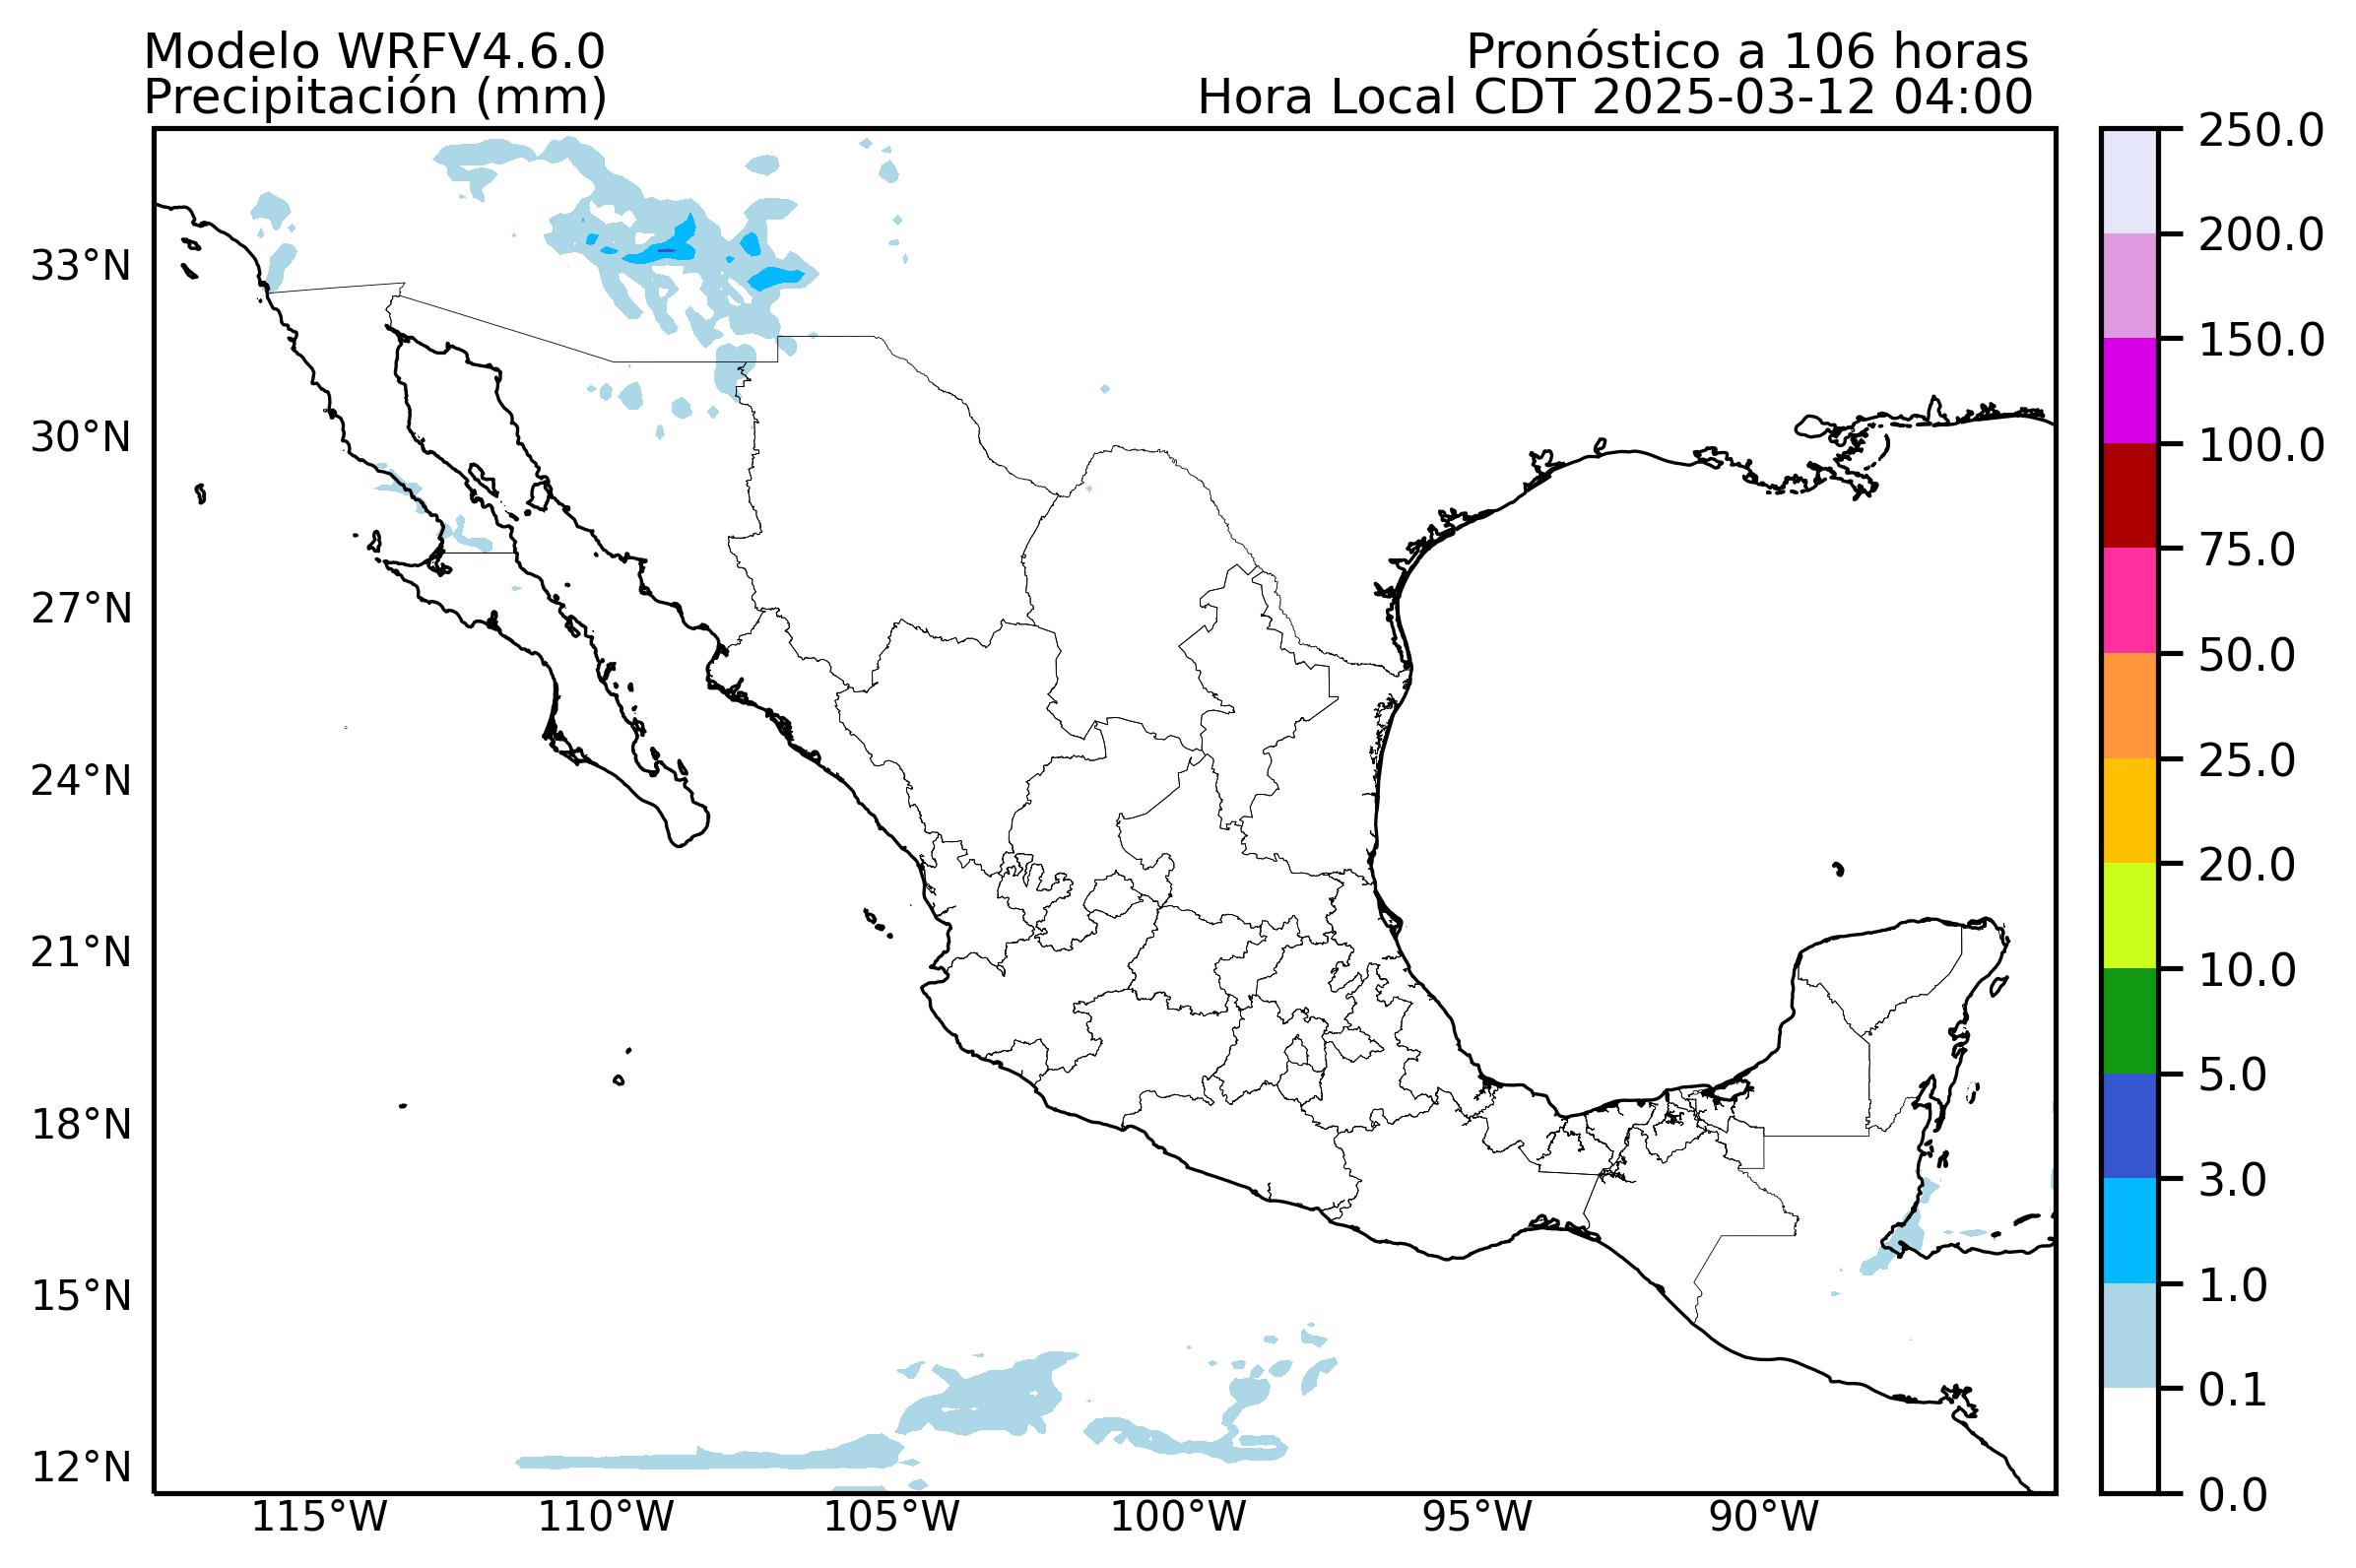 Modelo WRFV4.6.0
Precipitación (mm)
Pronóstico a 106 horas
Hora Local CDT 2025-03-12 04:00
33°N
30°N
27°N
24°N
21°N
18°N
15°N
12°N
115°W
110°W
105°W
100°W
95°W
90°W
250.0
200.0
150.0
100.0
75.0
50.0
25.0
20.0
10.0
5.0
3.0
1.0
0.1
0.0